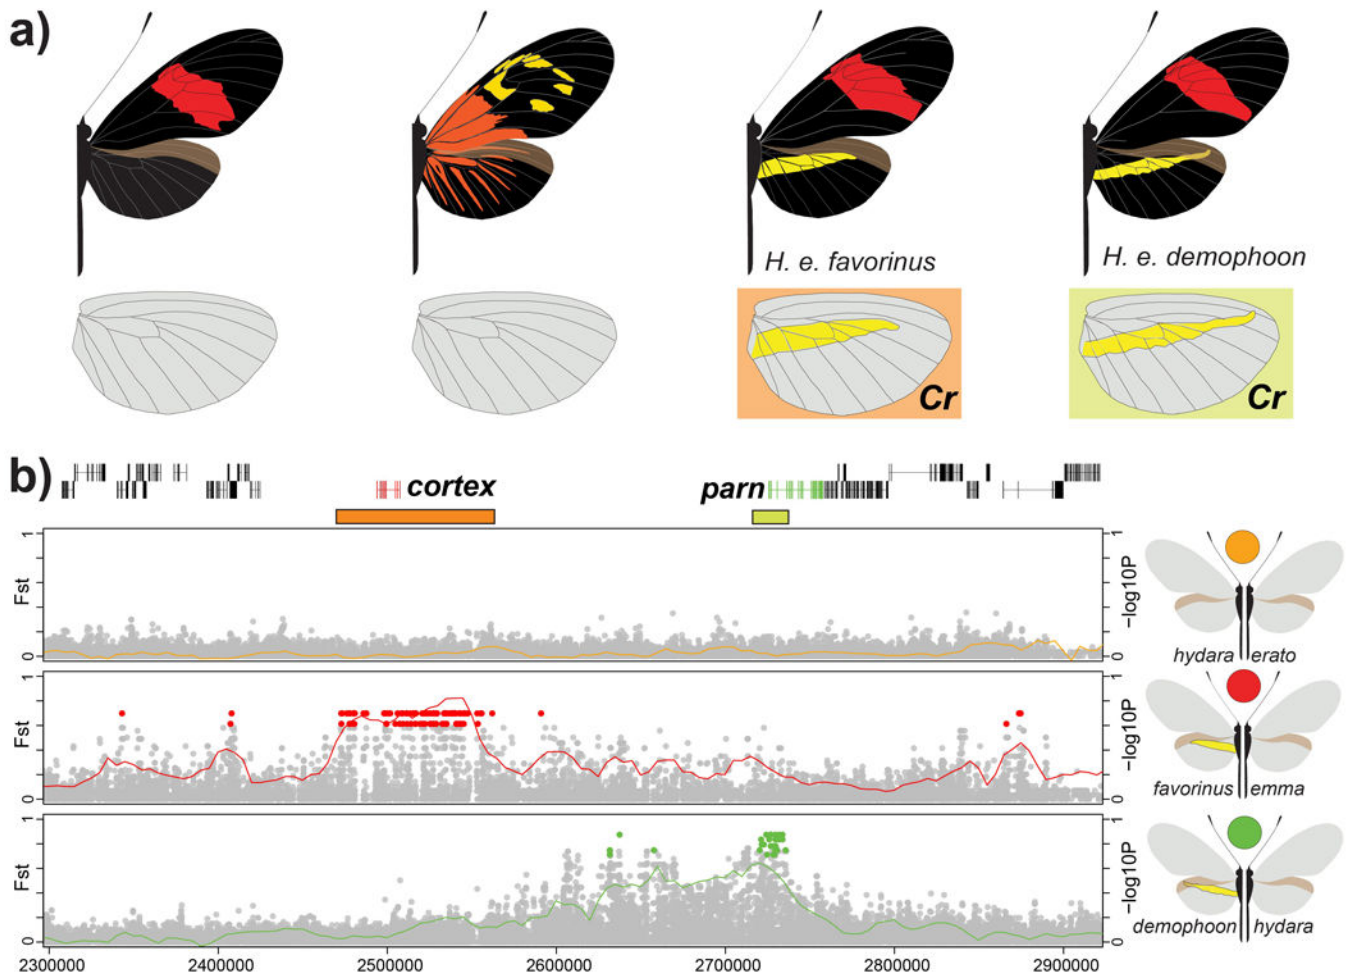 a)
H. e. favorinus
H. e. demophoon
Cr
Cr
b)
cortex
parn
1
Fst
0
1
-log10P
0
hydara erato
1
Fst
0
1
-log10P
0
favorinus emma
1
Fst
0
1
-log10P
0
demophoon hydara
2300000 2400000 2500000 2600000 2700000 2800000 2900000